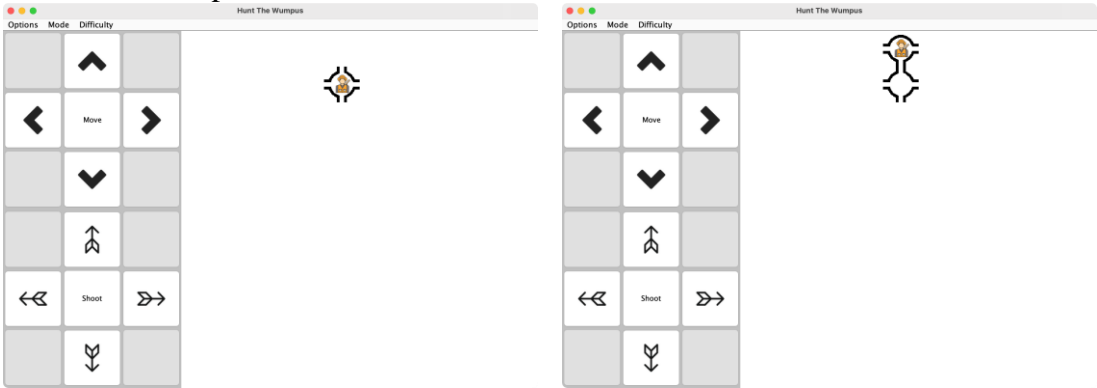 Hunt The Wumpus
Options Mode Difficulty
Move
Shoot
Hunt The Wumpus
Options Mode Difficulty
Move
Shoot